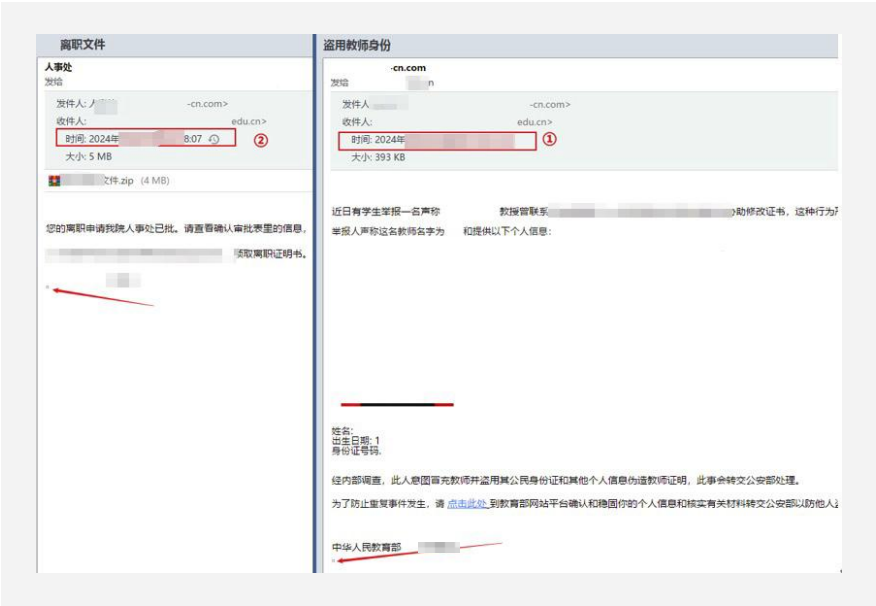 离职文件
人事处
发给
发件人: 人 -cn.com>
收件人: edu.cn>
时间: 2024年 8:07
②
大小: 5 MB
文件.zip (4 MB)
您的离职申请我院人事处已批。请查看确认审批表里的信息,
领取离职证明书。
盗用教师身份
-cn.com
发给 n
发件人 -cn.com>
收件人: edu.cn>
时间: 2024年
①
大小: 393 KB
近日有学生举报一名声称 教授曾联系 协助修改证书, 这种行为
举报人声称这名教师名字为 和提供以下个人信息:
姓名:
出生日期: 1
身份证号码.
经内部调查, 此人意图冒充教师并盗用其公民身份证和其他个人信息伪造教师证明, 此事会转交公安部处理。
为了防止重复事件发生, 请 点击此处 到教育部网站平台确认和稳固你的个人信息和核实有关材料转交公安部以防他人
中华人民教育部